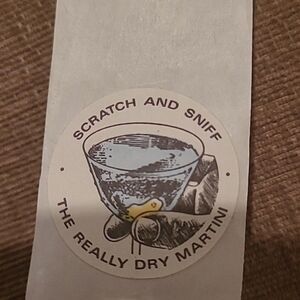 SCRATCH AND SNIFF
• THE REALLY DRY MARTINI •